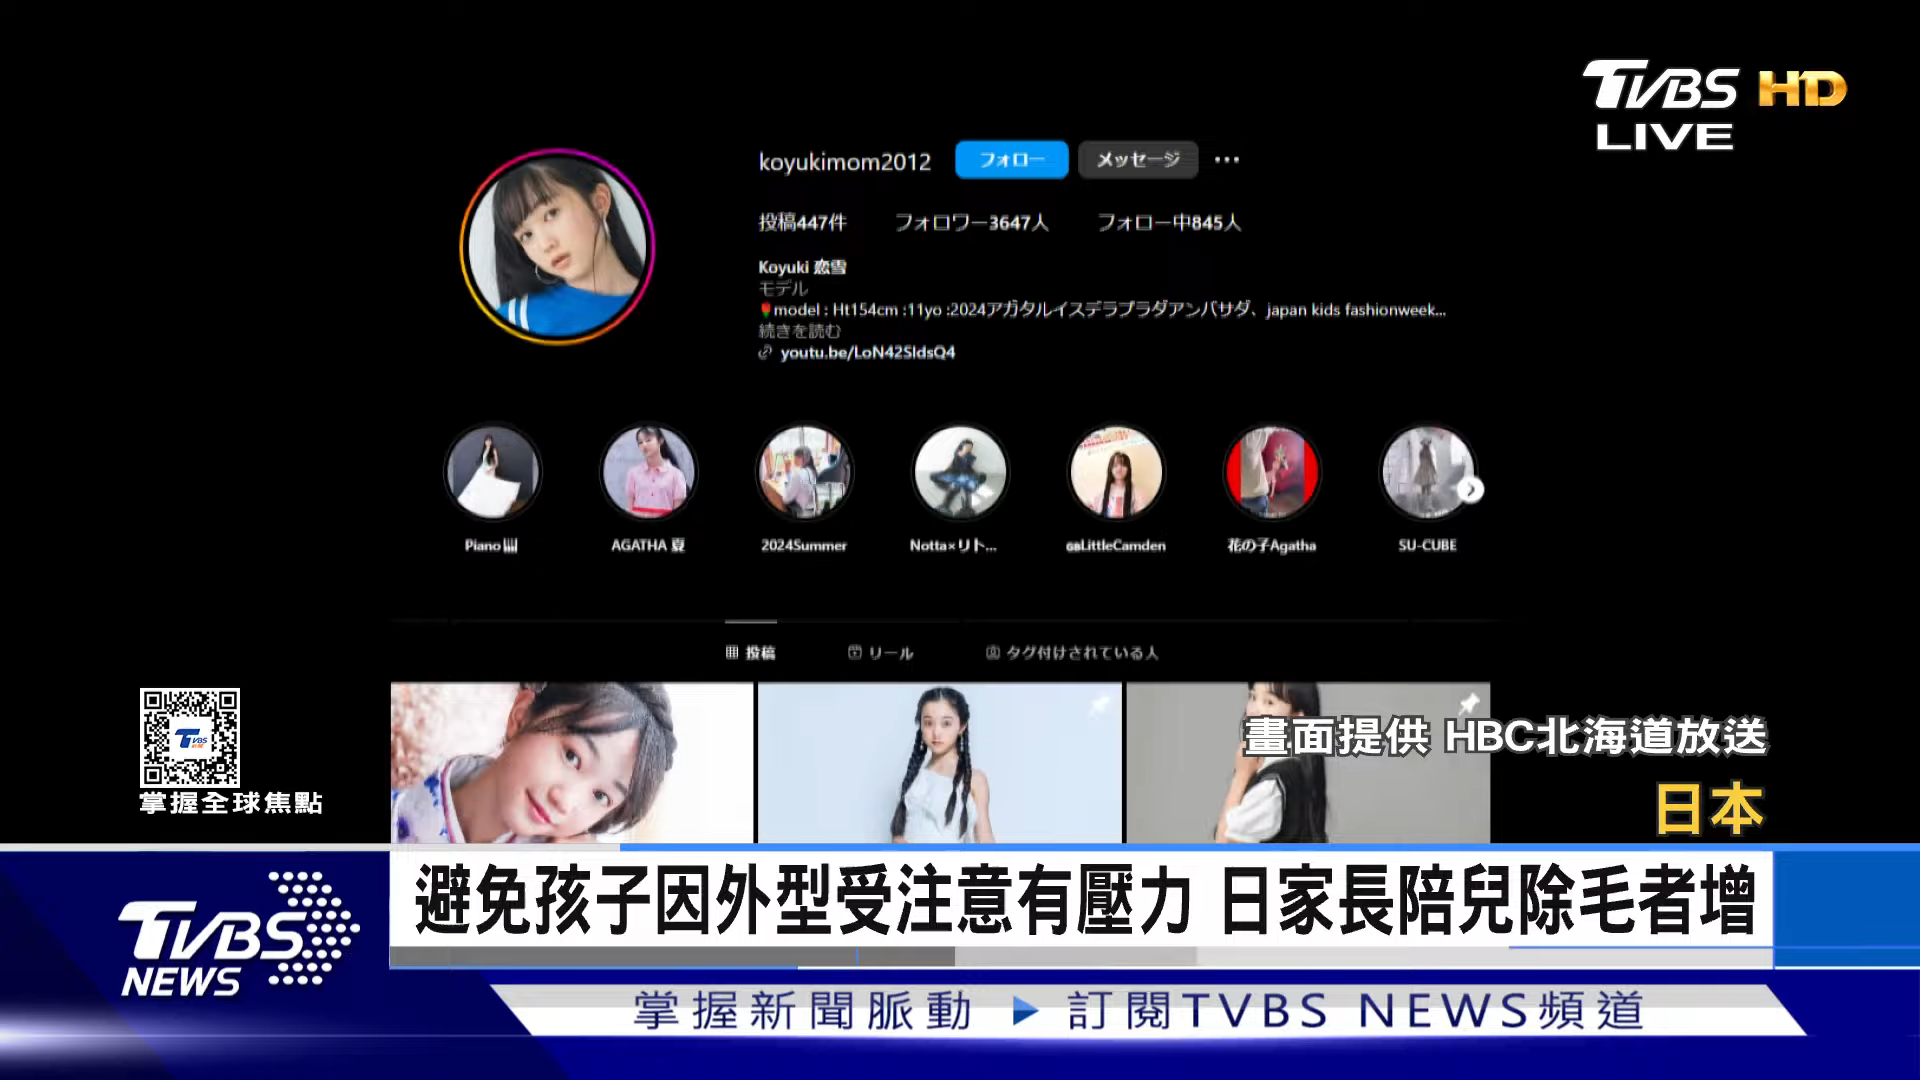 TVBS HD
LIVE
koyukimom2012 フォロー メッセージ
投稿447件 フォロワー3647人 フォロー中845人
Koyuki 恋雪
モデル
model : Ht154cm :11yo :2024アガタルイスデラプラダアンバサダ、japan kids fashionweek...
続きを読む
youtu.be/LoN42SldsQ4
Piano AGATHA 夏 2024Summer Notta×リト... GBLittleCamden 花の子Agatha SU-CUBE
投稿 リール タグ付けされている人
TVBS
掌握全球焦點
畫面提供 HBC北海道放送
日本
避免孩子因外型受注意有壓力 日家長陪兒除毛者增
TVBS
NEWS
掌握新聞脈動 ▶ 訂閱TVBS NEWS頻道